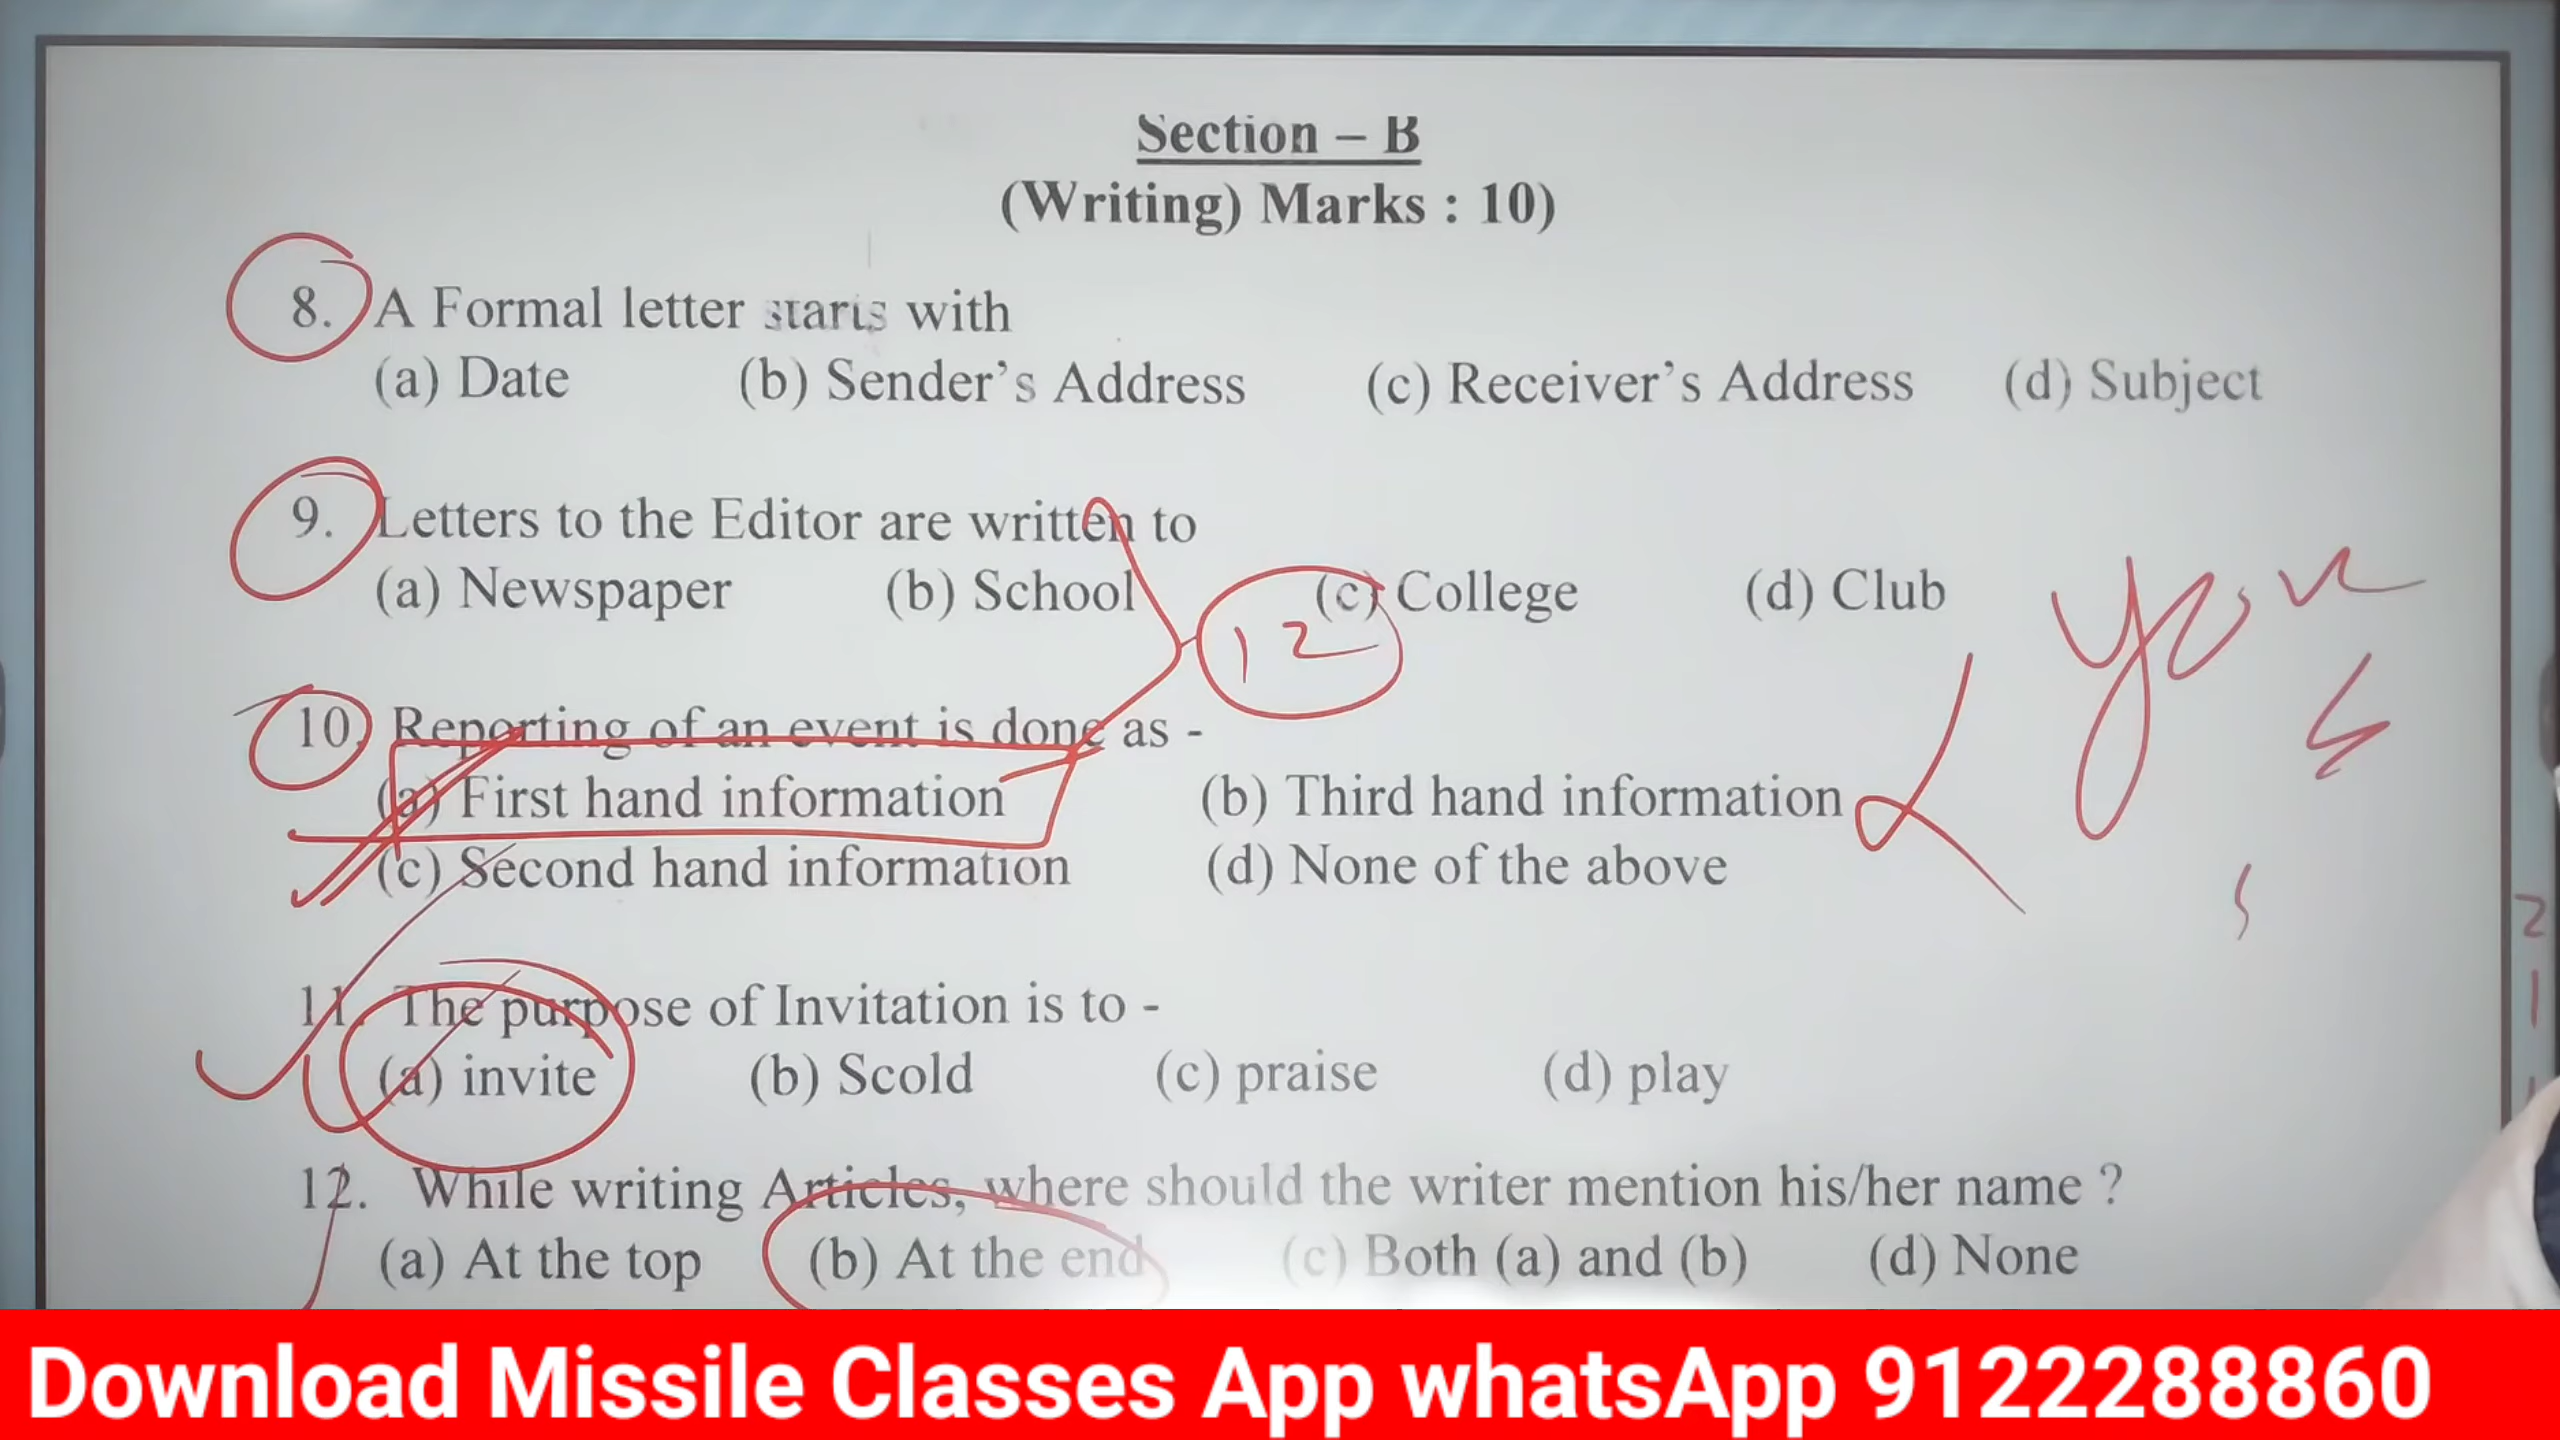 Section – B
(Writing) Marks : 10)
8. A Formal letter starts with
(a) Date (b) Sender’s Address (c) Receiver’s Address (d) Subject
9. Letters to the Editor are written to
(a) Newspaper (b) School (c) College (d) Club
12
10. Reporting of an event is done as -
(a) First hand information (b) Third hand information
(c) Second hand information (d) None of the above
11. The purpose of Invitation is to -
(a) invite (b) Scold (c) praise (d) play
12. While writing Articles, where should the writer mention his/her name ?
(a) At the top (b) At the end (c) Both (a) and (b) (d) None
Download Missile Classes App whatsApp 9122288860